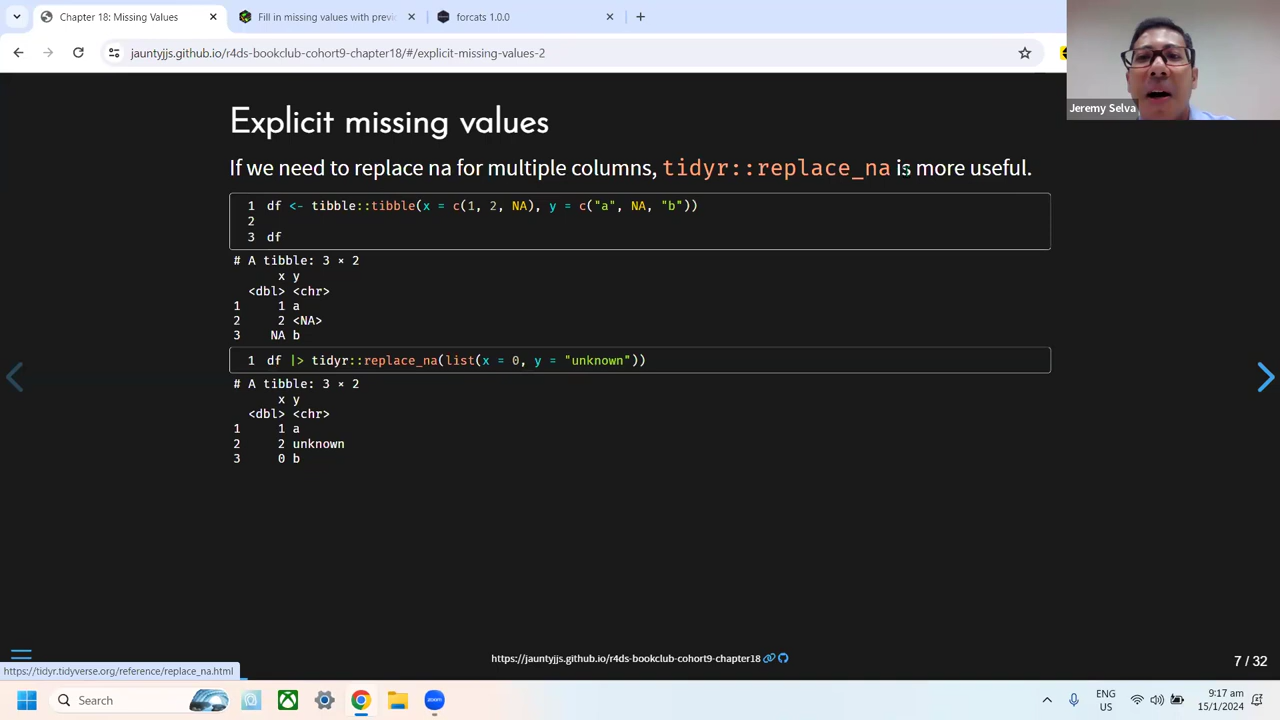 Chapter 18: Missing Values
Fill in missing values with previ
forcats 1.0.0
jauntyjjs.github.io/r4ds-bookclub-cohort9-chapter18/#/explicit-missing-values-2
Jeremy Selva
Explicit missing values
If we need to replace na for multiple columns, tidyr::replace_na is more useful.
1 df <- tibble::tibble(x = c(1, 2, NA), y = c("a", NA, "b"))
2
3 df
# A tibble: 3 × 2
x y
<dbl> <chr>
1 1 a
2 2 <NA>
3 NA b
1 df |> tidyr::replace_na(list(x = 0, y = "unknown"))
# A tibble: 3 × 2
x y
<dbl> <chr>
1 1 a
2 2 unknown
3 0 b
https://jauntyjjs.github.io/r4ds-bookclub-cohort9-chapter18
7 / 32
https://tidyr.tidyverse.org/reference/replace_na.html
Search
zoom
ENG
US
9:17 am
15/1/2024